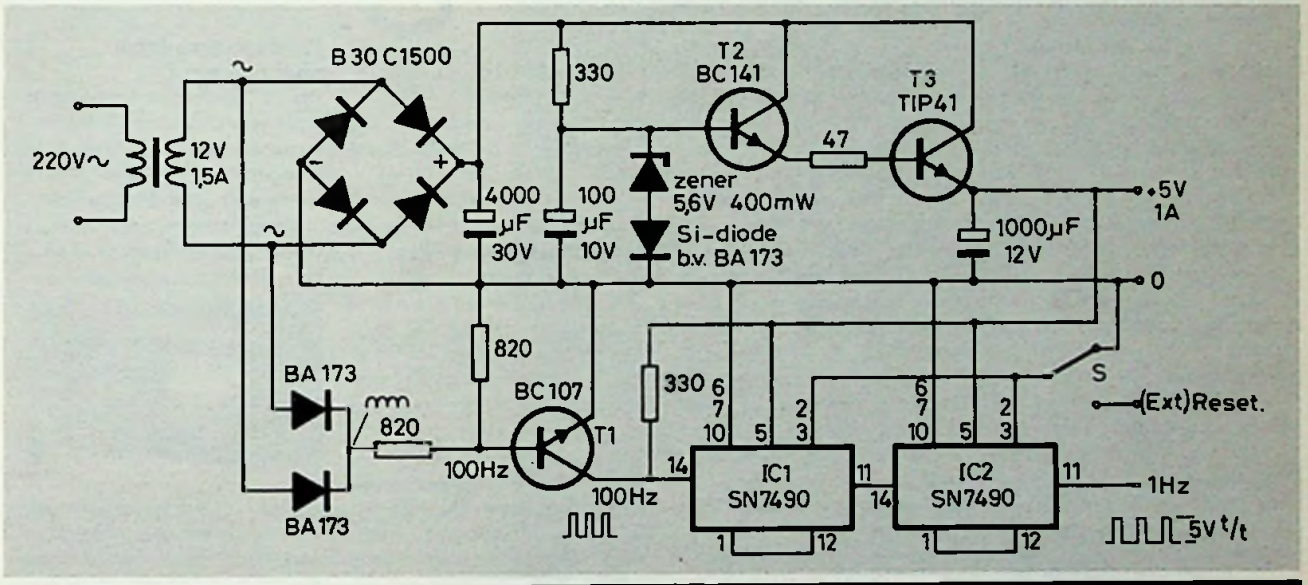 220V~
12V
1,5A
~
~
B30 C1500
-
+
4000
µF
30V
330
100
µF
10V
zener
5,6V 400mW
Si-diode
b.v. BA 173
T2
BC141
47
T3
TIP41
1000µF
12V
+5V
1A
0
BA 173
BA 173
820
820
100Hz
BC107
T1
100Hz
330
6
7
10
5
2
3
14
IC1
SN7490
11
1
12
6
7
10
5
2
3
14
IC2
SN7490
11
1
12
S
(Ext)Reset.
1Hz
5V t/t